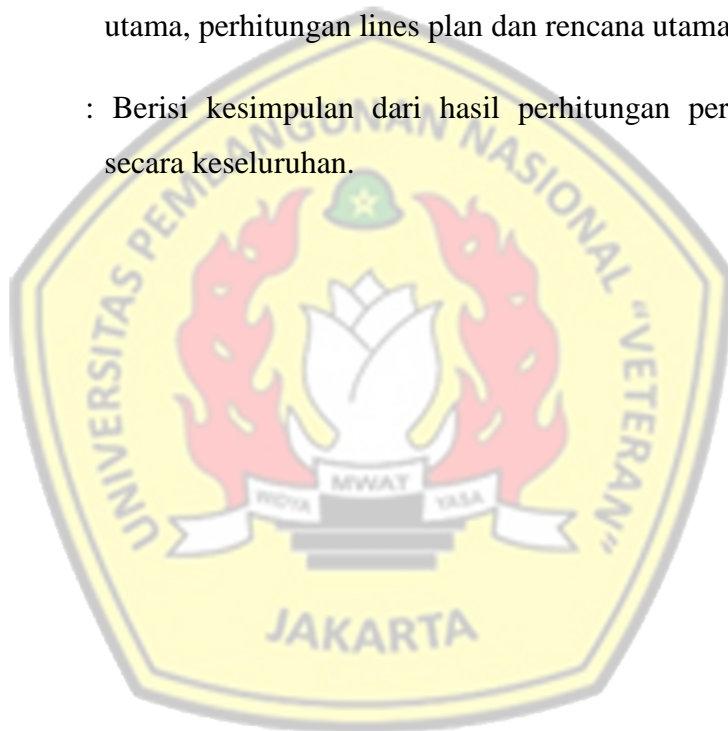 utama, perhitungan lines plan dan rencana utama
: Berisi kesimpulan dari hasil perhitungan per
secara keseluruhan.
UNIVERSITAS PEMBANGUNAN NASIONAL "VETERAN"
WIDYA MWAT YASA
JAKARTA